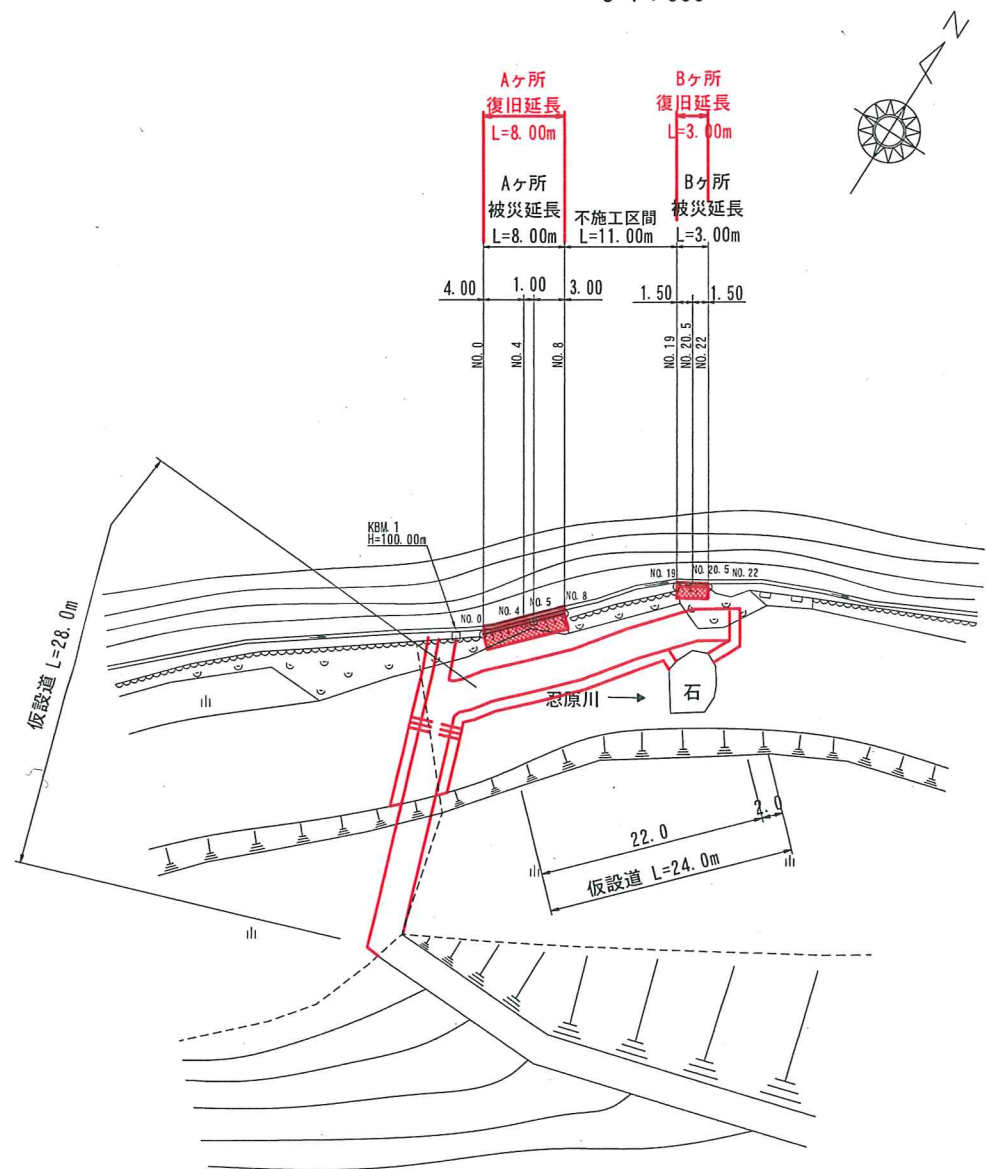 N
Aヶ所
復旧延長
L=8.00m
Bヶ所
復旧延長
L=3.00m
Aヶ所
被災延長
L=8.00m
不施工区間
L=11.00m
Bヶ所
被災延長
L=3.00m
4.00
1.00
3.00
1.50
1.50
NO.0
NO.4
NO.8
NO.19
NO.20.5
NO.22
KBM.1
H=100.00m
NO.0
NO.4
NO.5
NO.8
NO.19
NO.20.5
NO.22
仮設道 L=28.0m
忍原川
石
2.0
22.0
仮設道 L=24.0m